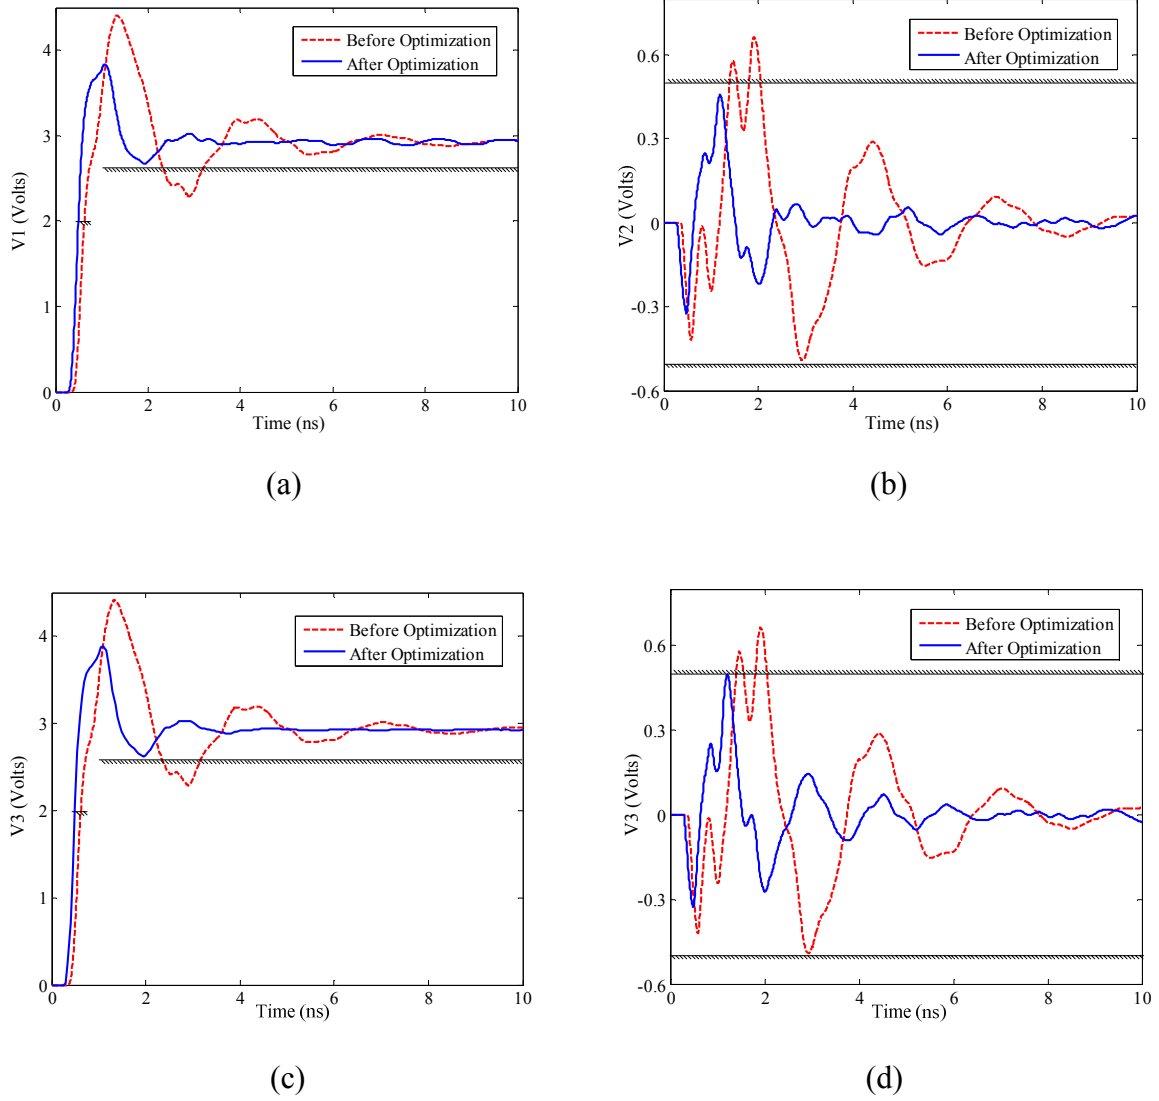 Before Optimization
After Optimization
V1 (Volts)
4
3
2
1
0
0 2 4 6 8 10
Time (ns)
(a)
Before Optimization
After Optimization
V2 (Volts)
0.6
0.3
0
-0.3
-0.6
0 2 4 6 8 10
Time (ns)
(b)
Before Optimization
After Optimization
V3 (Volts)
4
3
2
1
0
0 2 4 6 8 10
Time (ns)
(c)
Before Optimization
After Optimization
V3 (Volts)
0.6
0.3
0
-0.3
-0.6
0 2 4 6 8 10
Time (ns)
(d)